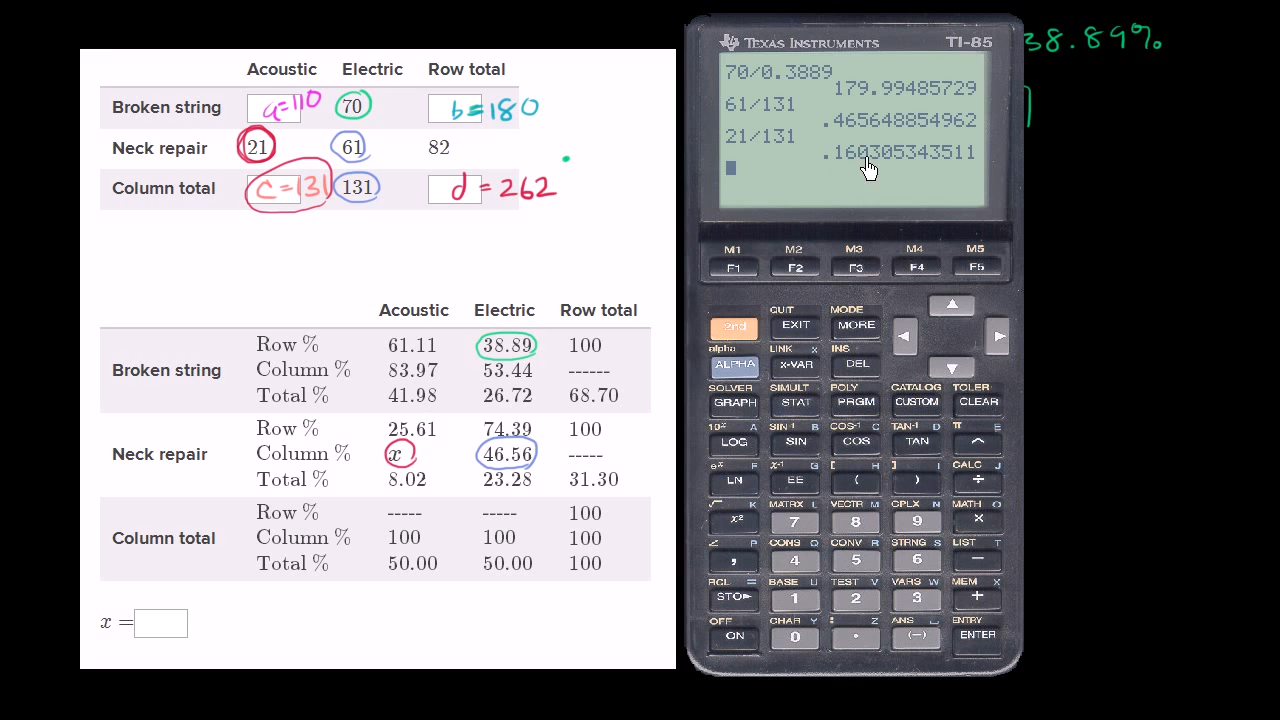 Acoustic Electric Row total
Broken string a=110 70 b=180
Neck repair 21 61 82
Column total c=131 131 d=262
Acoustic Electric Row total
Broken string
Row % 61.11 38.89 100
Column % 83.97 53.44 ------
Total % 41.98 26.72 68.70
Neck repair
Row % 25.61 74.39 100
Column % x 46.56 -----
Total % 8.02 23.28 31.30
Column total
Row % ----- ----- 100
Column % 100 100 100
Total % 50.00 50.00 100
x =
38.89%
TEXAS INSTRUMENTS TI-85
70/0.3889
179.99485729
61/131
.465648854962
21/131
.160305343511
M1 M2 M3 M4 M5
F1 F2 F3 F4 F5
QUIT MODE
2nd EXIT MORE
alpha LINK x INS
ALPHA x-VAR DEL
SOLVER SIMULT POLY CATALOG TOLER
GRAPH STAT PRGM CUSTOM CLEAR
10ˣ A SIN⁻¹ B COS⁻¹ C TAN⁻¹ D π E
LOG SIN COS TAN ^
eˣ F x⁻¹ G [ H ] I CALC J
LN EE ( ) ÷
√ K MATRX L VECTR M CPLX N MATH O
x² 7 8 9 ×
∠ P CONS Q CONV R STRNG S LIST T
, 4 5 6 −
RCL = BASE U TEST V VARS W MEM X
STO► 1 2 3 +
OFF CHAR Y : Z ANS ␣ ENTRY
ON 0 . (−) ENTER